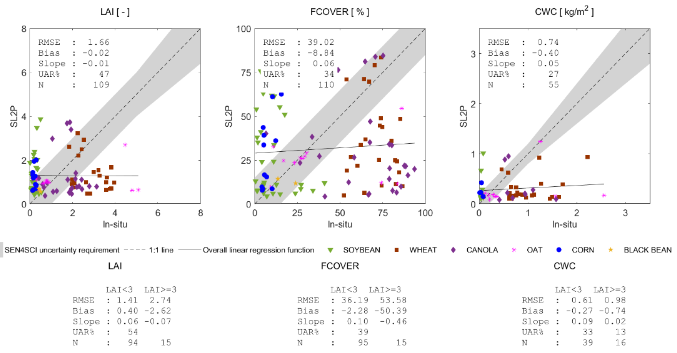 LAI [ - ]
FCOVER [ % ]
CWC [ kg/m² ]
RMSE : 1.66
Bias : -0.02
Slope : -0.01
UAR% : 47
N : 109
RMSE : 39.02
Bias : -8.84
Slope : 0.06
UAR% : 34
N : 110
RMSE : 0.74
Bias : -0.40
Slope : 0.05
UAR% : 27
N : 55
SL2P
8
6
4
2
0
0 2 4 6 8
In-situ
SL2P
100
75
50
25
0
0 25 50 75 100
In-situ
SL2P
3
2
1
0
0 1 2 3
In-situ
SEN4SCI uncertainty requirement 1:1 line Overall linear regression function SOYBEAN WHEAT CANOLA OAT CORN BLACK BEAN
LAI
LAI<3 LAI>=3
RMSE : 1.41 2.74
Bias : 0.40 -2.62
Slope : 0.06 -0.07
UAR% : 54
N : 94 15
FCOVER
LAI<3 LAI>=3
RMSE : 36.19 53.58
Bias : -2.28 -50.39
Slope : 0.10 -0.46
UAR% : 39
N : 95 15
CWC
LAI<3 LAI>=3
RMSE : 0.61 0.98
Bias : -0.27 -0.74
Slope : 0.09 0.02
UAR% : 33 13
N : 39 16